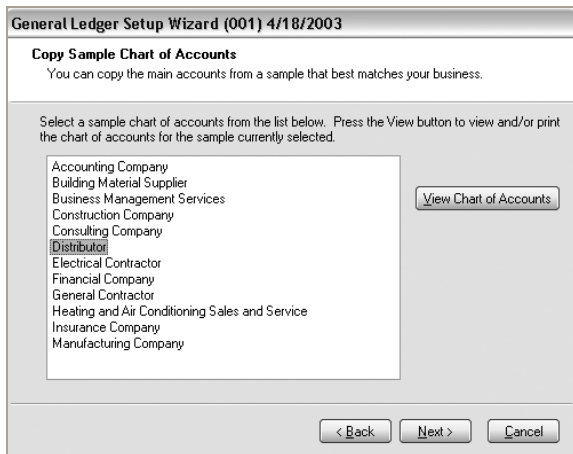 General Ledger Setup Wizard (001) 4/18/2003
Copy Sample Chart of Accounts
You can copy the main accounts from a sample that best matches your business.
Select a sample chart of accounts from the list below. Press the View button to view and/or print
the chart of accounts for the sample currently selected.
Accounting Company
Building Material Supplier
Business Management Services
Construction Company
Consulting Company
Distributor
Electrical Contractor
Financial Company
General Contractor
Heating and Air Conditioning Sales and Service
Insurance Company
Manufacturing Company
View Chart of Accounts
< Back
Next >
Cancel